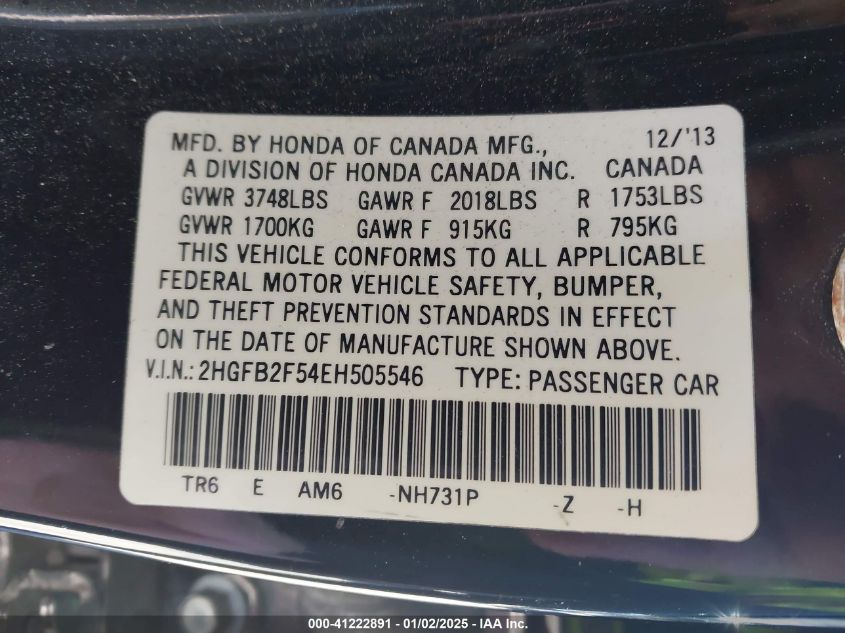 MFD. BY HONDA OF CANADA MFG., 12/'13
A DIVISION OF HONDA CANADA INC. CANADA
GVWR 3748LBS GAWR F 2018LBS R 1753LBS
GVWR 1700KG GAWR F 915KG R 795KG
THIS VEHICLE CONFORMS TO ALL APPLICABLE
FEDERAL MOTOR VEHICLE SAFETY, BUMPER,
AND THEFT PREVENTION STANDARDS IN EFFECT
ON THE DATE OF MANUFACTURE SHOWN ABOVE.
V.I.N.: 2HGFB2F54EH505546 TYPE: PASSENGER CAR
TR6 E AM6 -NH731P -Z -H
000-41222891 - 01/02/2025 - IAA Inc.